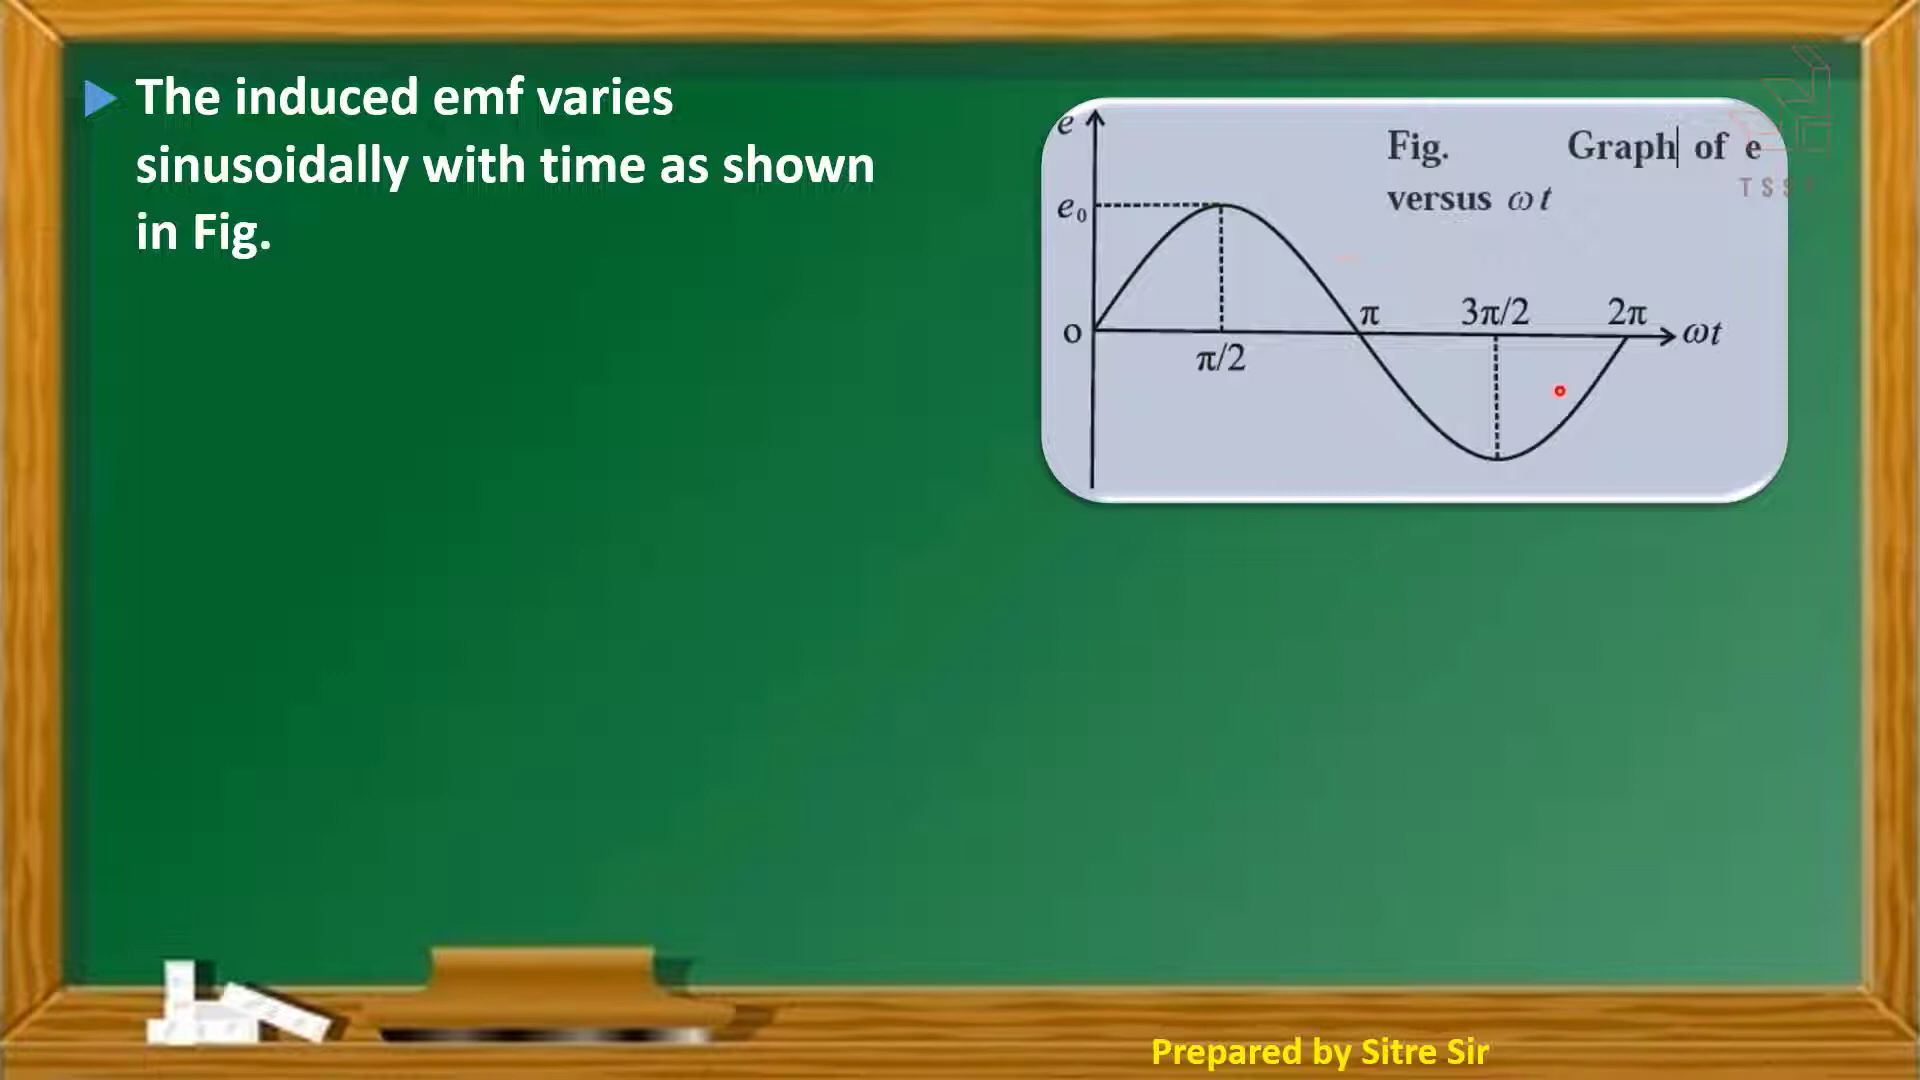 The induced emf varies
sinusoidally with time as shown
in Fig.
e
Fig. Graph of e
versus ω t
e₀
o
π/2
π
3π/2
2π
ωt
Prepared by Sitre Sir